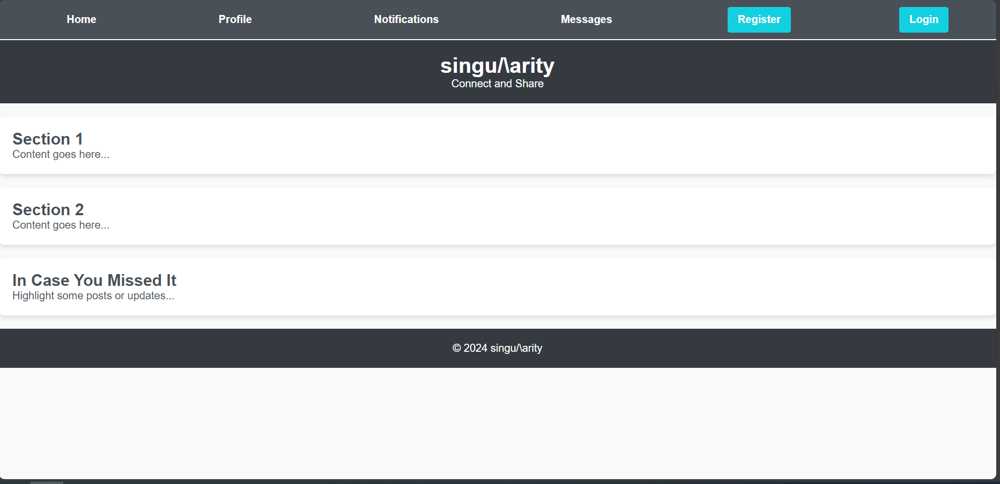 Home Profile Notifications Messages Register Login
singu/\arity
Connect and Share
Section 1
Content goes here...
Section 2
Content goes here...
In Case You Missed It
Highlight some posts or updates...
© 2024 singu/\arity